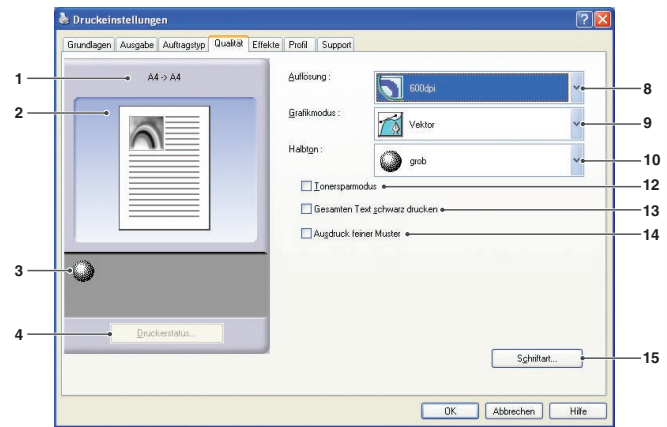 Druckeinstellungen
Grundlagen Ausgabe Auftragstyp Qualität Effekte Profil Support
1
A4 -> A4
2
3
4
Druckerstatus...
Auflösung :
600dpi
8
Grafikmodus :
Vektor
9
Halbton :
grob
10
Tonersparmodus
12
Gesamten Text schwarz drucken
13
Ausdruck feiner Muster
14
Schriftart...
15
OK Abbrechen Hilfe